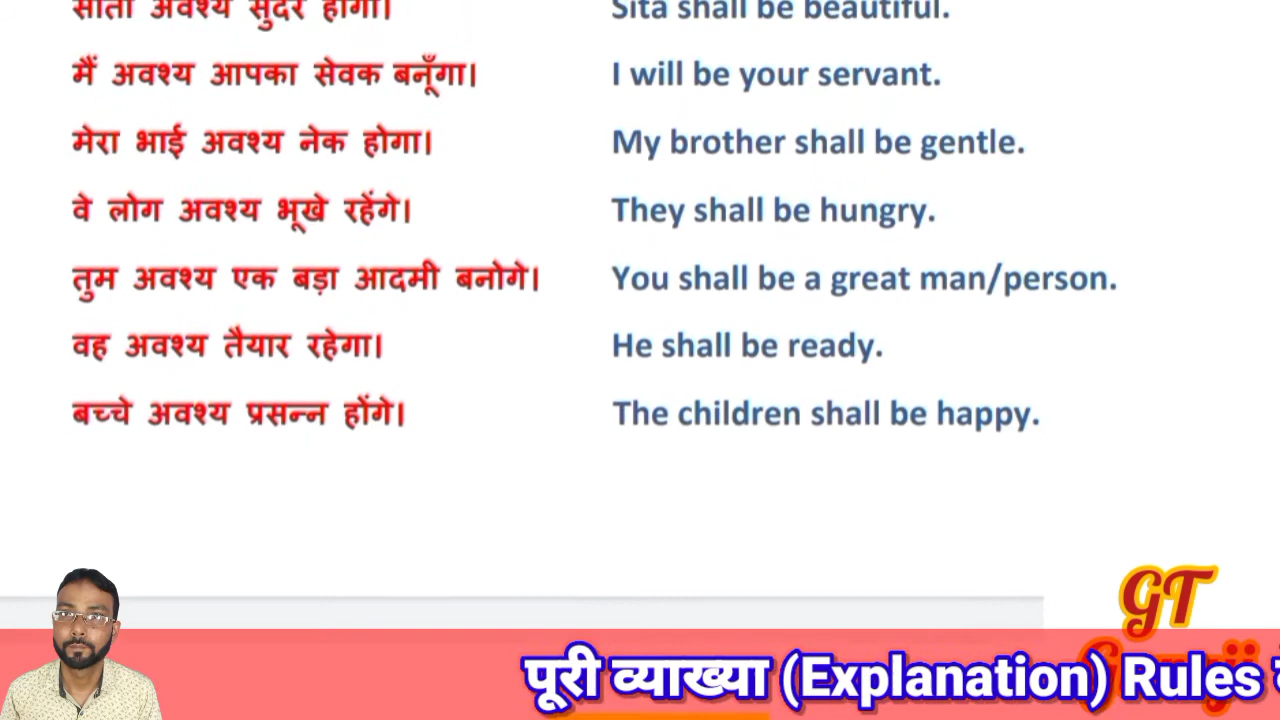 सीता अवश्य सुंदर होगी। Sita shall be beautiful.
मैं अवश्य आपका सेवक बनूँगा। I will be your servant.
मेरा भाई अवश्य नेक होगा। My brother shall be gentle.
वे लोग अवश्य भूखे रहेंगे। They shall be hungry.
तुम अवश्य एक बड़ा आदमी बनोगे। You shall be a great man/person.
वह अवश्य तैयार रहेगा। He shall be ready.
बच्चे अवश्य प्रसन्न होंगे। The children shall be happy.
GT
पूरी व्याख्या (Explanation) Rules